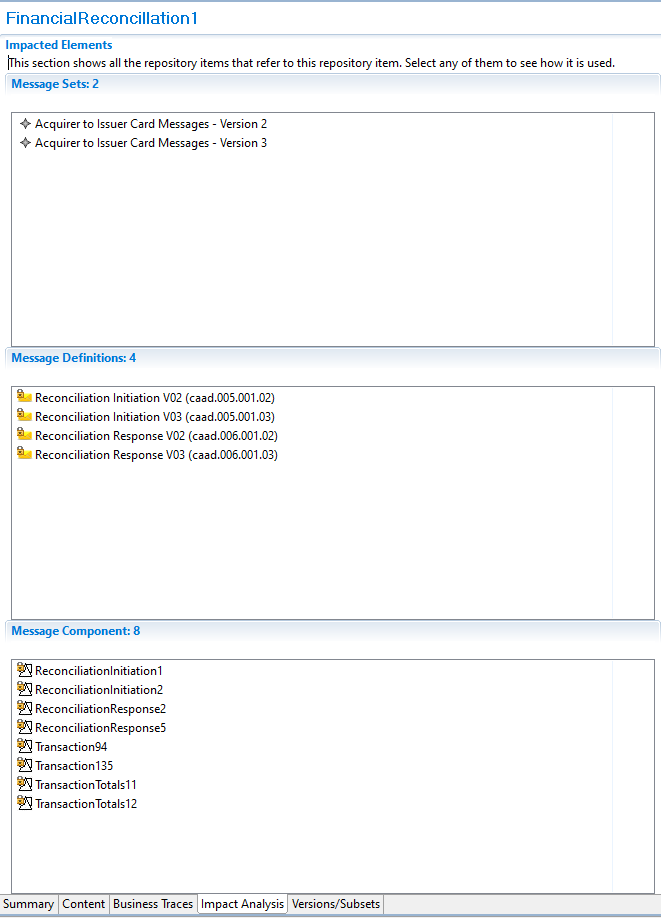 FinancialReconcillation1
Impacted Elements
This section shows all the repository items that refer to this repository item. Select any of them to see how it is used.
Message Sets: 2
Acquirer to Issuer Card Messages - Version 2
Acquirer to Issuer Card Messages - Version 3
Message Definitions: 4
Reconciliation Initiation V02 (caad.005.001.02)
Reconciliation Initiation V03 (caad.005.001.03)
Reconciliation Response V02 (caad.006.001.02)
Reconciliation Response V03 (caad.006.001.03)
Message Component: 8
ReconciliationInitiation1
ReconciliationInitiation2
ReconciliationResponse2
ReconciliationResponse5
Transaction94
Transaction135
TransactionTotals11
TransactionTotals12
Summary Content Business Traces Impact Analysis Versions/Subsets